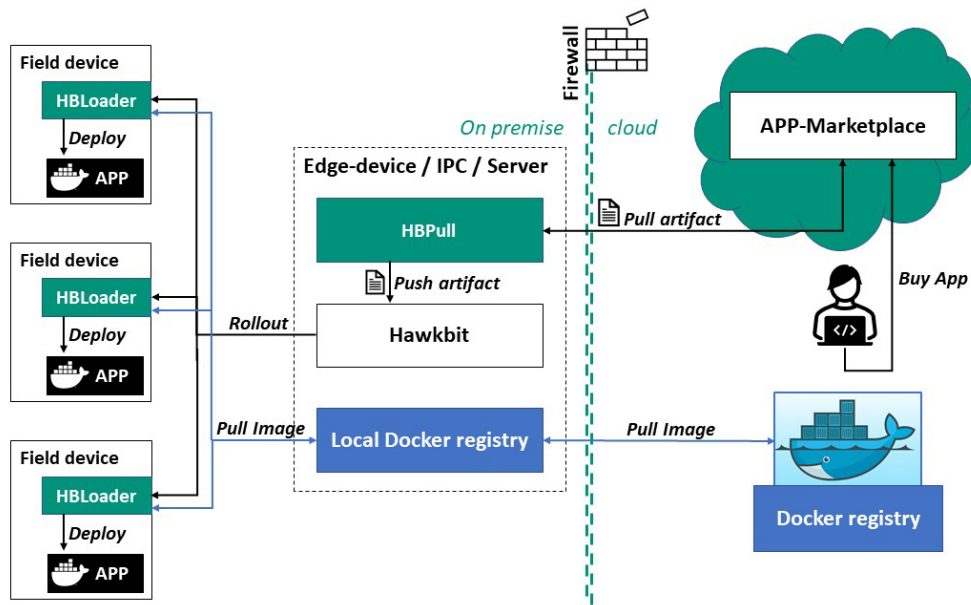 Field device
HBLoader
Deploy
APP
Field device
HBLoader
Deploy
APP
Field device
HBLoader
Deploy
APP
Rollout
Pull Image
On premise
Edge-device / IPC / Server
HBPull
Push artifact
Hawkbit
Local Docker registry
Firewall
cloud
APP-Marketplace
Pull artifact
Buy App
</>
Pull Image
Docker registry